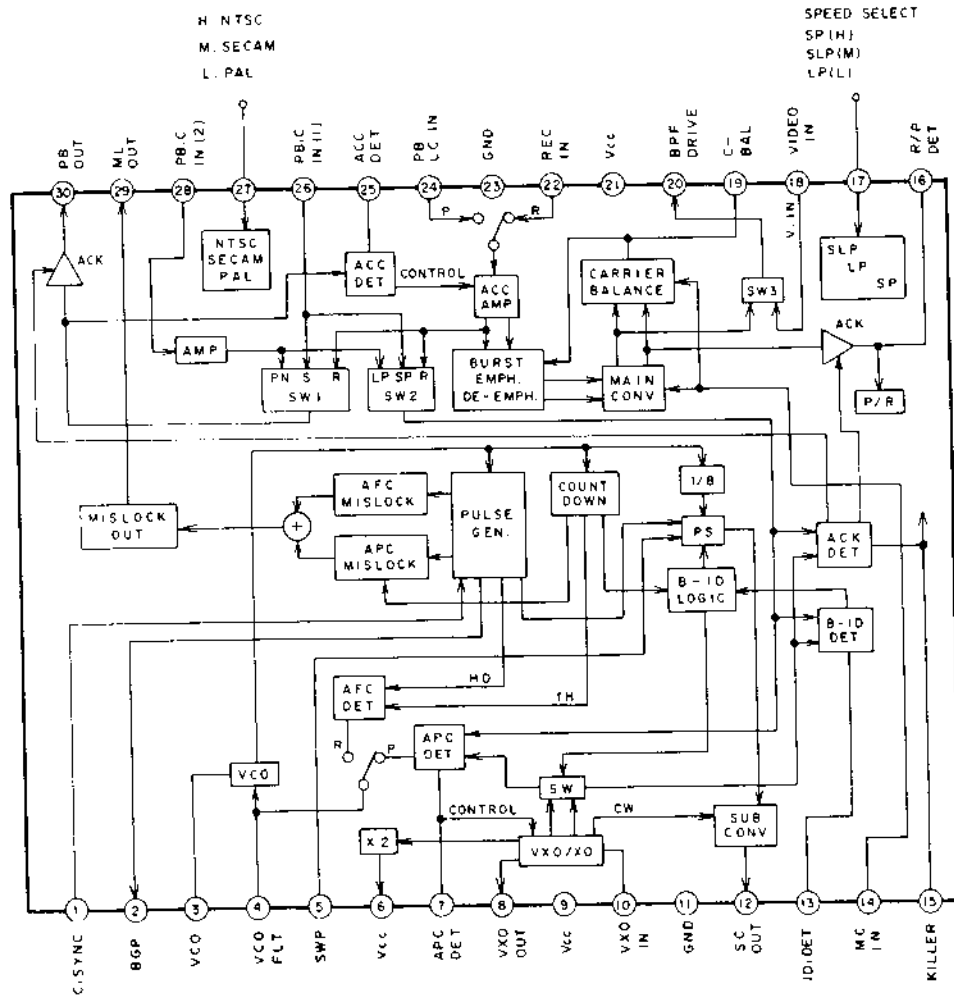 H. NTSC
M. SECAM
L. PAL
SPEED SELECT
SP(H)
SLP(M)
LP(L)
PB OUT
ML OUT
PB.C IN(2)
PB.C IN(1)
ACC DET
PB LC IN
GND
REC IN
Vcc
BPF DRIVE
C-BAL
VIDEO IN
R/P DET
30
29
28
27
26
25
24
23
22
21
20
19
18
17
16
P
R
V.IN
ACK
NTSC
SECAM
PAL
ACC
DET
CONTROL
ACC
AMP
CARRIER
BALANCE
SW3
SLP
LP
SP
ACK
AMP
PN S R
SW1
LP SP R
SW2
BURST
EMPH.
DE-EMPH.
MAIN
CONV
P/R
AFC
MISLOCK
PULSE
GEN.
COUNT
DOWN
1/8
MISLOCK
OUT
+
APC
MISLOCK
PS
ACK
DET
B-ID
LOGIC
B-ID
DET
AFC
DET
HD
fH
R
P
APC
DET
VCO
SW
CONTROL
CW
SUB
CONV
X2
VXO/XO
1
2
3
4
5
6
7
8
9
10
11
12
13
14
15
C.SYNC
BGP
VCO
VCO FLT
SWP
Vcc
APC DET
VXO OUT
Vcc
VXO IN
GND
SC OUT
IDIDET
MC IN
KILLER